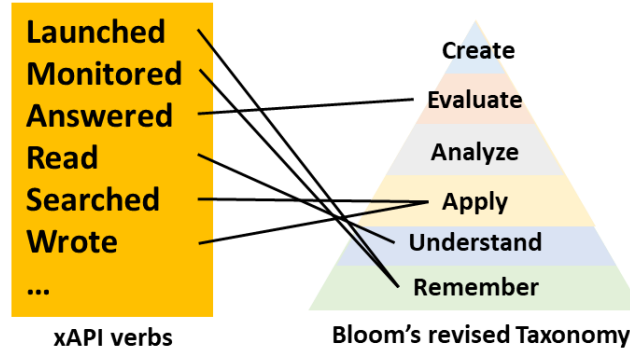 Launched
Monitored
Answered
Read
Searched
Wrote
...
xAPI verbs
Create
Evaluate
Analyze
Apply
Understand
Remember
Bloom's revised Taxonomy